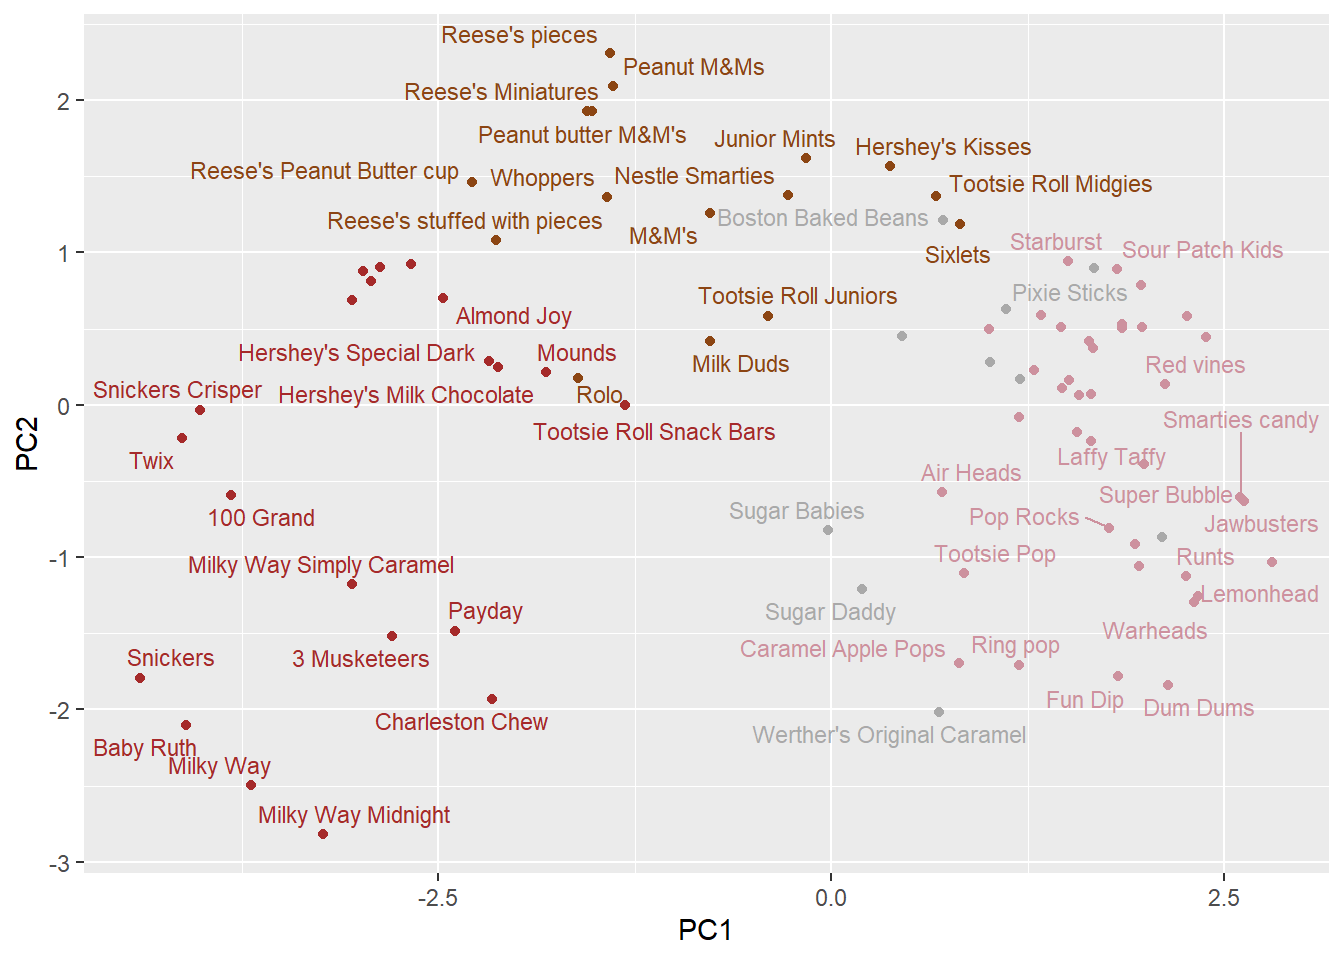 Reese's pieces
Peanut M&Ms
Reese's Miniatures
2
Peanut butter M&M's
Junior Mints
Hershey's Kisses
Reese's Peanut Butter cup
Whoppers
Nestle Smarties
Tootsie Roll Midgies
Reese's stuffed with pieces
Boston Baked Beans
M&M's
Starburst
Sour Patch Kids
1
Sixlets
Pixie Sticks
Tootsie Roll Juniors
Almond Joy
Hershey's Special Dark
Mounds
Milk Duds
Red vines
Snickers Crisper
Hershey's Milk Chocolate
Rolo
0
Smarties candy
Tootsie Roll Snack Bars
PC2
Twix
Laffy Taffy
Air Heads
Super Bubble
100 Grand
Sugar Babies
Pop Rocks
Jawbusters
-1
Milky Way Simply Caramel
Tootsie Pop
Runts
Lemonhead
Payday
Sugar Daddy
Warheads
Snickers
3 Musketeers
Caramel Apple Pops
Ring pop
Fun Dip
Dum Dums
-2
Charleston Chew
Werther's Original Caramel
Baby Ruth
Milky Way
Milky Way Midnight
-3
-2.5
0.0
2.5
PC1